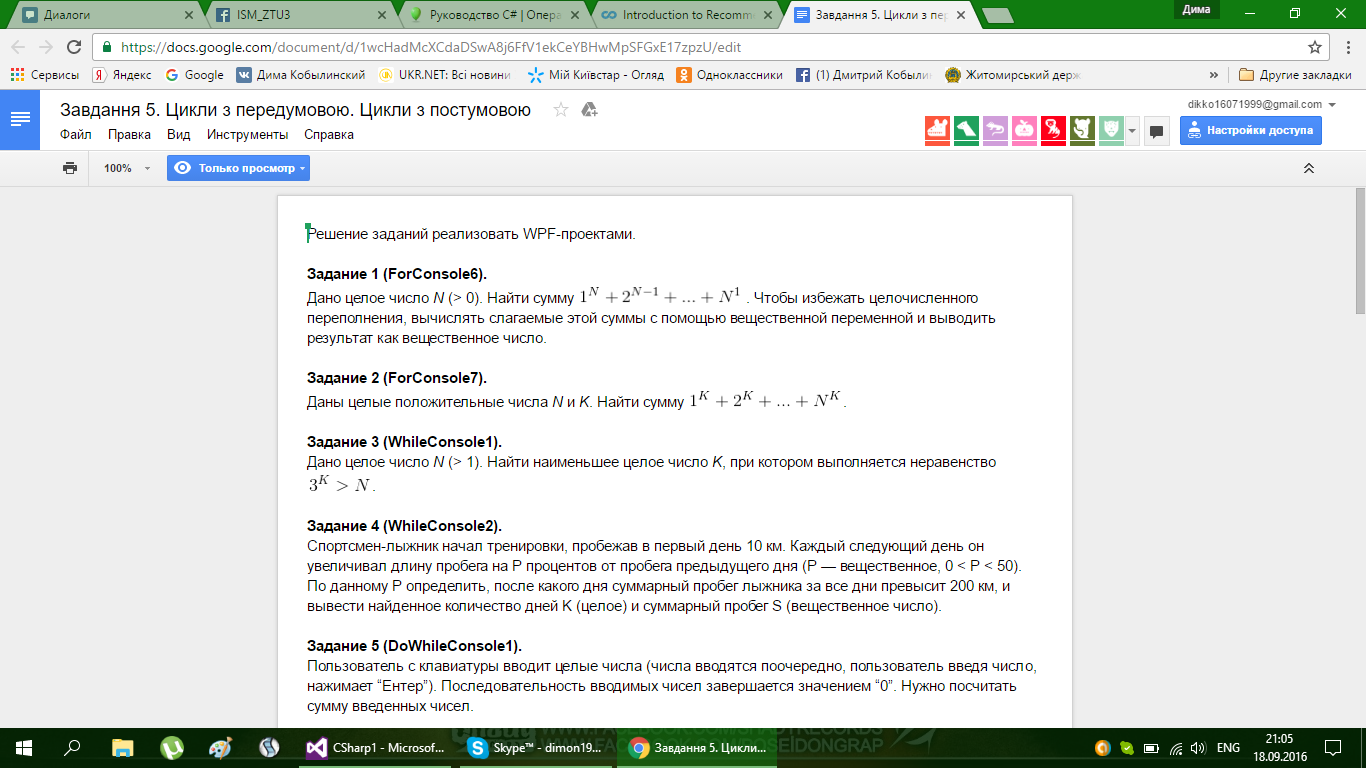 Диалоги
ISM_ZTU3
Руководство C# | Опера
Introduction to Recomm
Завдання 5. Цикли з пер
Дима
https://docs.google.com/document/d/1wcHadMcXCdaDSwA8j6FfV1ekCeYBHwMpSFGxE17zpzU/edit
Сервисы
Яндекс
Google
Дима Кобылинский
UKR.NET: Всі новини
Мій Київстар - Огляд
Одноклассники
(1) Дмитрий Кобылин
Житомирський держ
Другие закладки
Завдання 5. Цикли з передумовою. Цикли з постумовою
dikko16071999@gmail.com
Файл Правка Вид Инструменты Справка
Настройки доступа
100%
Только просмотр
Решение заданий реализовать WPF-проектами.
Задание 1 (ForConsole6).
Дано целое число N (> 0). Найти сумму 1^N + 2^{N−1} + ... + N^1 . Чтобы избежать целочисленного
переполнения, вычислять слагаемые этой суммы с помощью вещественной переменной и выводить
результат как вещественное число.
Задание 2 (ForConsole7).
Даны целые положительные числа N и K. Найти сумму 1^K + 2^K + ... + N^K.
Задание 3 (WhileConsole1).
Дано целое число N (> 1). Найти наименьшее целое число K, при котором выполняется неравенство
3^K > N.
Задание 4 (WhileConsole2).
Спортсмен-лыжник начал тренировки, пробежав в первый день 10 км. Каждый следующий день он
увеличивал длину пробега на P процентов от пробега предыдущего дня (P — вещественное, 0 < P < 50).
По данному P определить, после какого дня суммарный пробег лыжника за все дни превысит 200 км, и
вывести найденное количество дней K (целое) и суммарный пробег S (вещественное число).
Задание 5 (DoWhileConsole1).
Пользователь с клавиатуры вводит целые числа (числа вводятся поочередно, пользователь введя число,
нажимает “Ентер”). Последовательность вводимых чисел завершается значением “0”. Нужно посчитать
сумму введенных чисел.
CSharp1 - Microsof...
Skype™ - dimon19...
Завдання 5. Цикли...
ENG
21:05
18.09.2016